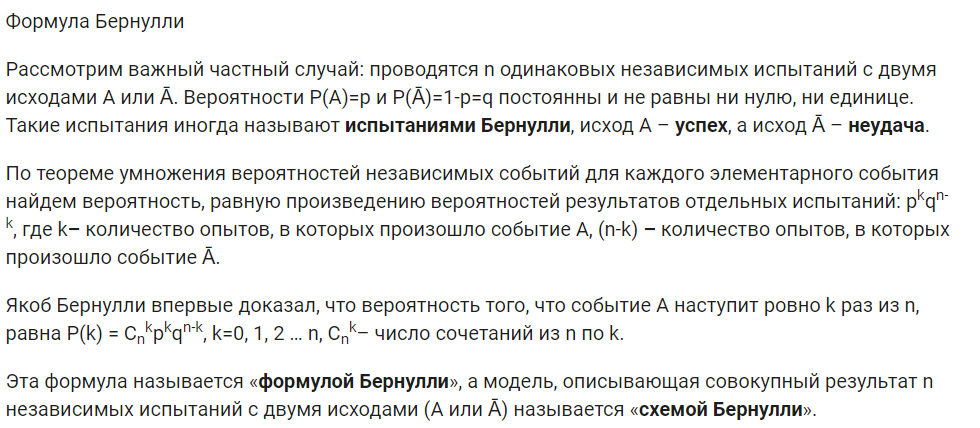 Формула Бернулли
Рассмотрим важный частный случай: проводятся n одинаковых независимых испытаний с двумя
исходами А или Ā. Вероятности P(A)=p и P(Ā)=1-p=q постоянны и не равны ни нулю, ни единице.
Такие испытания иногда называют испытаниями Бернулли, исход А – успех, а исход Ā – неудача.
По теореме умножения вероятностей независимых событий для каждого элементарного события
найдем вероятность, равную произведению вероятностей результатов отдельных испытаний: p^kq^n-
^k, где k– количество опытов, в которых произошло событие А, (n-k) – количество опытов, в которых
произошло событие Ā.
Якоб Бернулли впервые доказал, что вероятность того, что событие А наступит ровно k раз из n,
равна P(k) = C_n^kp^kq^n-k, k=0, 1, 2 … n, C_n^k– число сочетаний из n по k.
Эта формула называется «формулой Бернулли», а модель, описывающая совокупный результат n
независимых испытаний с двумя исходами (А или Ā) называется «схемой Бернулли».